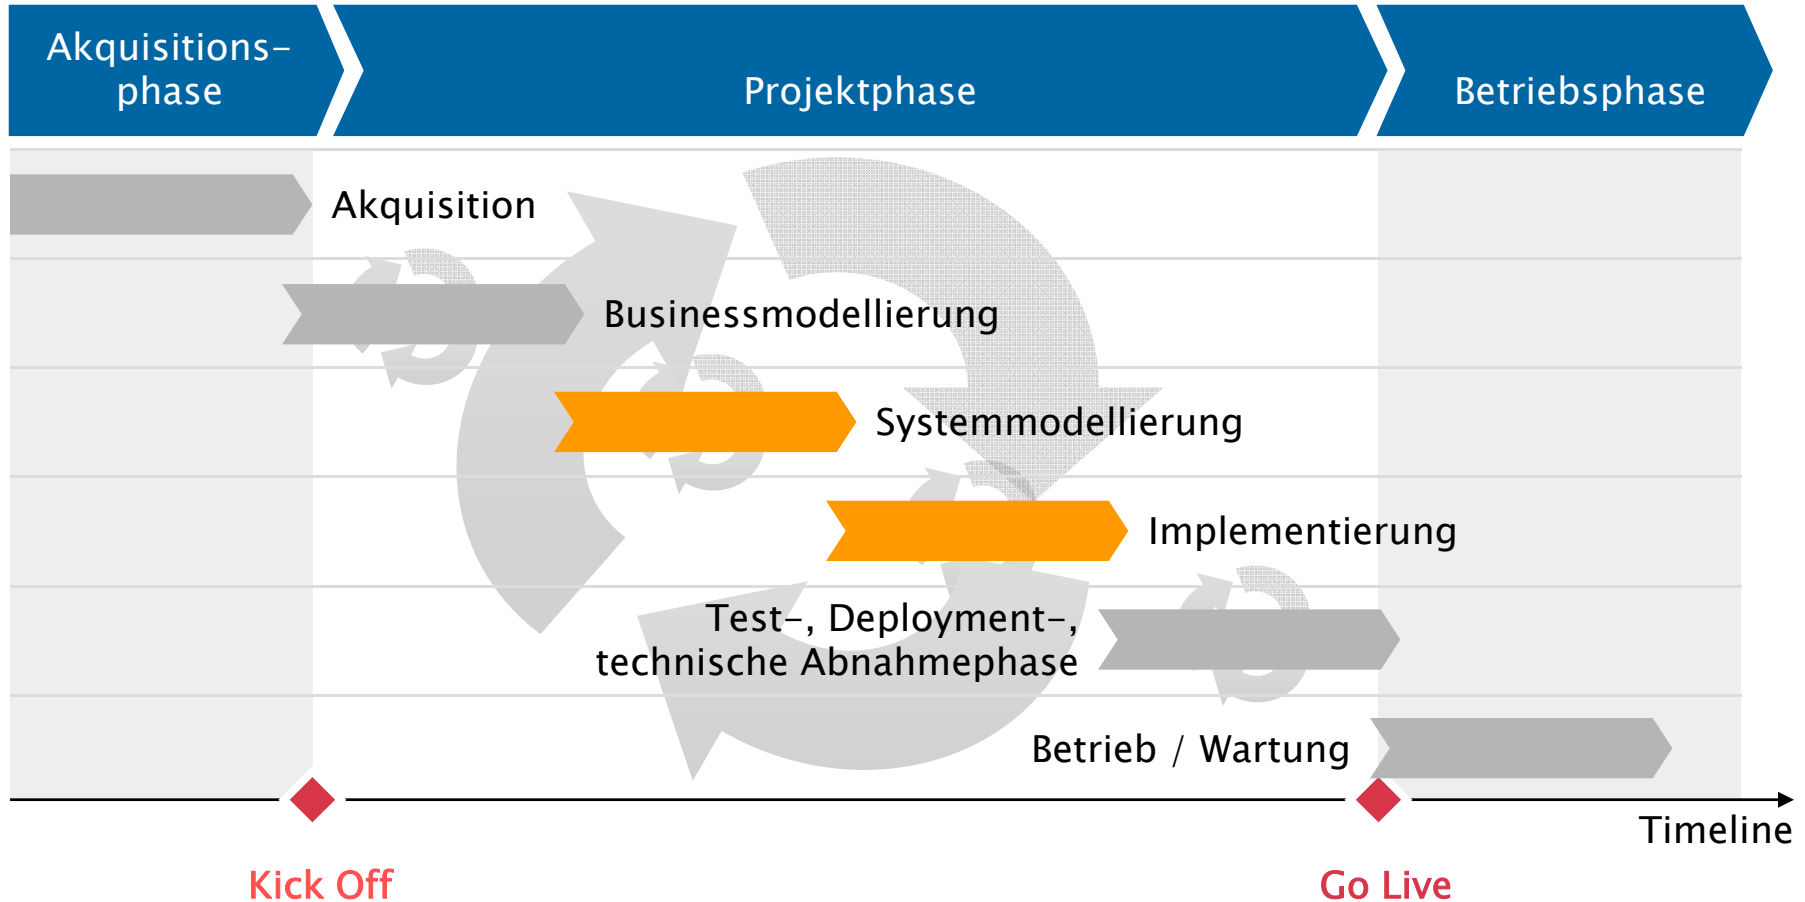 Akquisitions-
phase
Projektphase
Betriebsphase
Akquisition
Businessmodellierung
Systemmodellierung
Implementierung
Test-, Deployment-,
technische Abnahmephase
Betrieb / Wartung
Timeline
Kick Off
Go Live